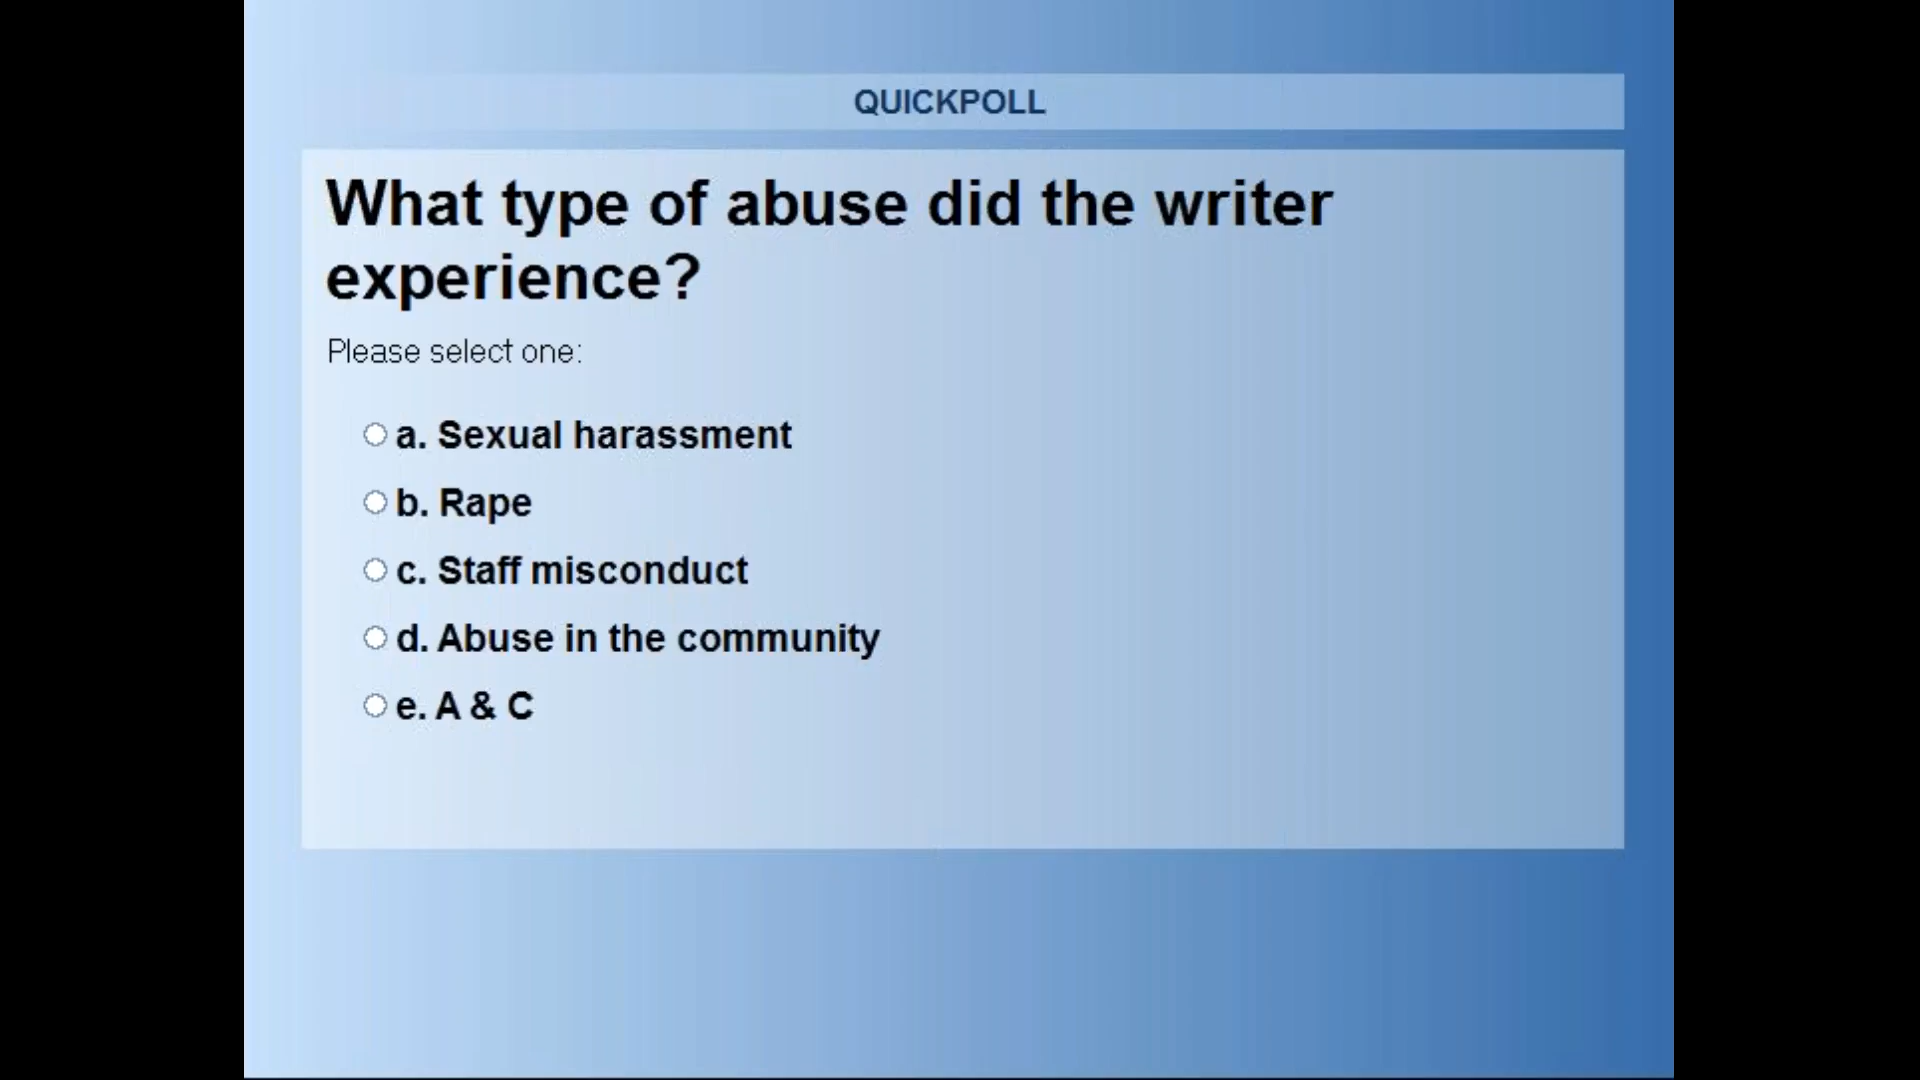 QUICKPOLL
What type of abuse did the writer
experience?
Please select one:
a. Sexual harassment
b. Rape
c. Staff misconduct
d. Abuse in the community
e. A & C